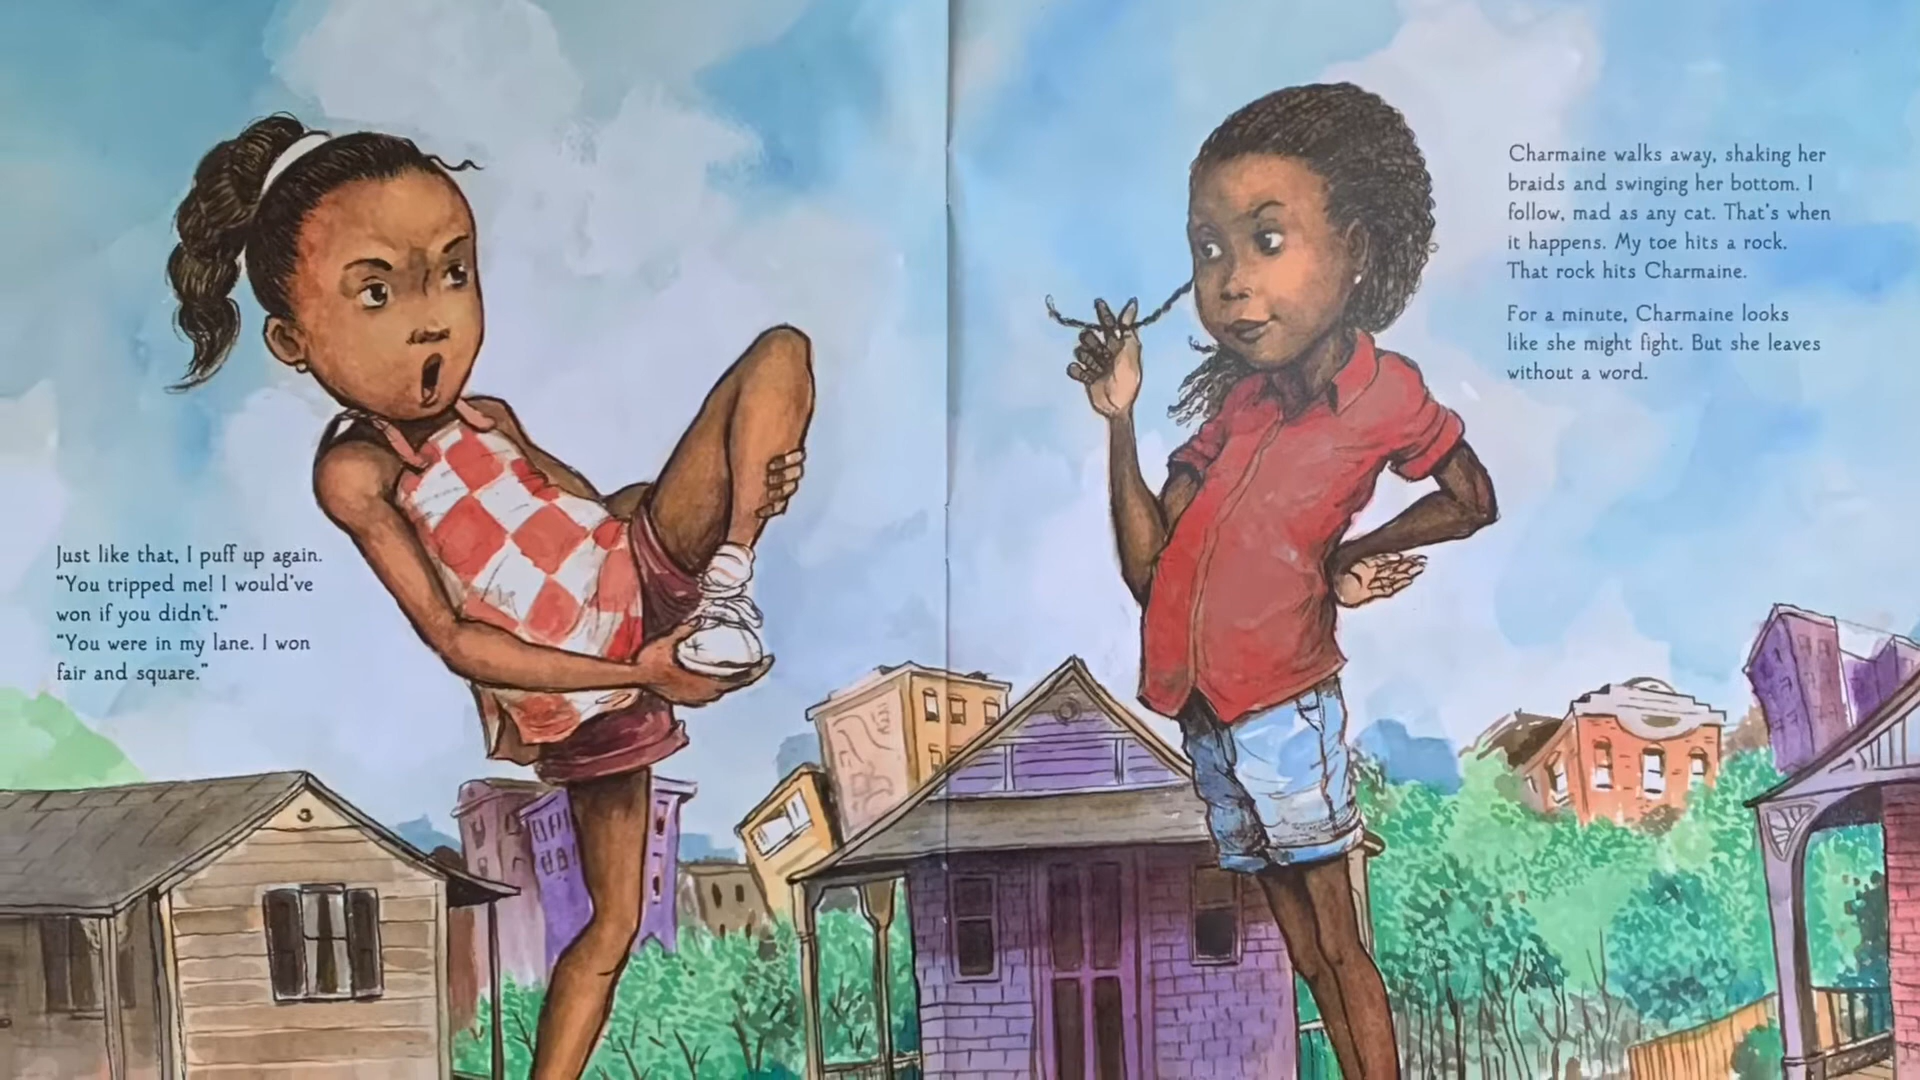 Just like that, I puff up again.
“You tripped me! I would’ve
won if you didn’t.”
“You were in my lane. I won
fair and square.”
Charmaine walks away, shaking her
braids and swinging her bottom. I
follow, mad as any cat. That’s when
it happens. My toe hits a rock.
That rock hits Charmaine.
For a minute, Charmaine looks
like she might fight. But she leaves
without a word.